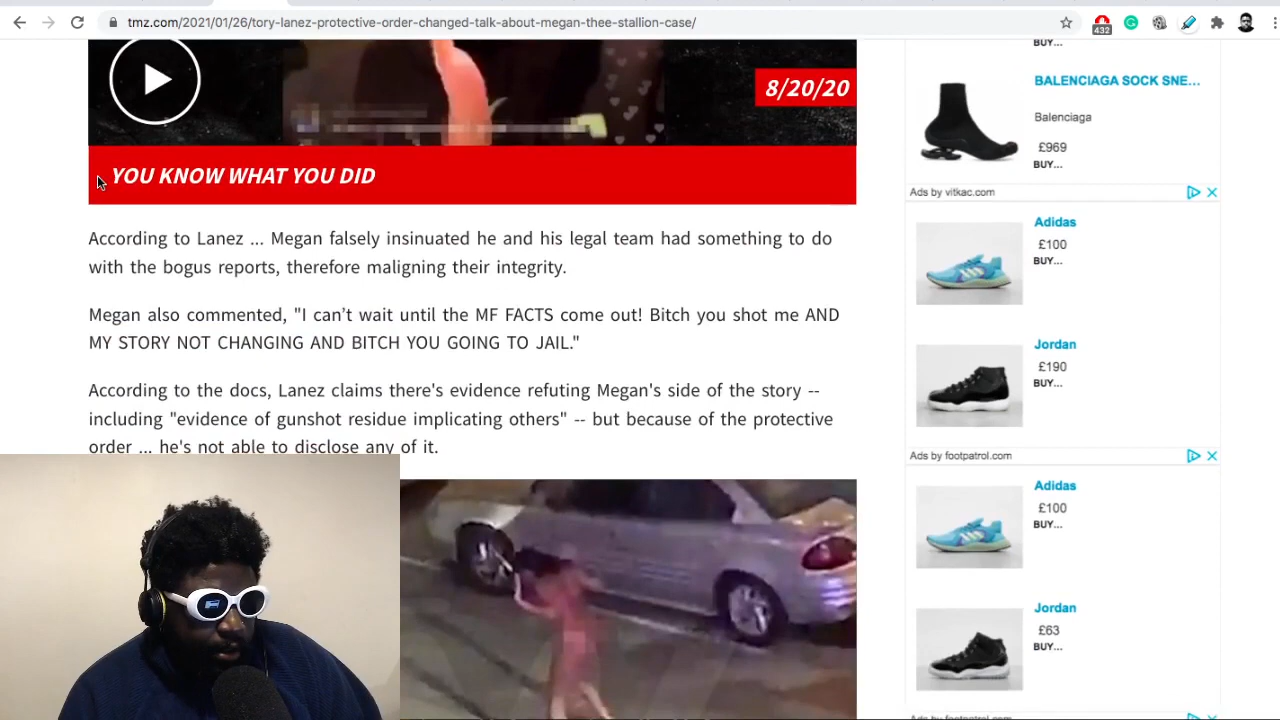 tmz.com/2021/01/26/tory-lanez-protective-order-changed-talk-about-megan-thee-stallion-case/
432
8/20/20
YOU KNOW WHAT YOU DID
According to Lanez ... Megan falsely insinuated he and his legal team had something to do
with the bogus reports, therefore maligning their integrity.
Megan also commented, "I can’t wait until the MF FACTS come out! Bitch you shot me AND
MY STORY NOT CHANGING AND BITCH YOU GOING TO JAIL."
According to the docs, Lanez claims there's evidence refuting Megan's side of the story --
including "evidence of gunshot residue implicating others" -- but because of the protective
order ... he's not able to disclose any of it.
BUY...
BALENCIAGA SOCK SNE...
Balenciaga
£969
BUY...
Ads by vitkac.com
Adidas
£100
BUY...
Jordan
£190
BUY...
Ads by footpatrol.com
Adidas
£100
BUY...
Jordan
£63
BUY...
Ads by footpatrol.com